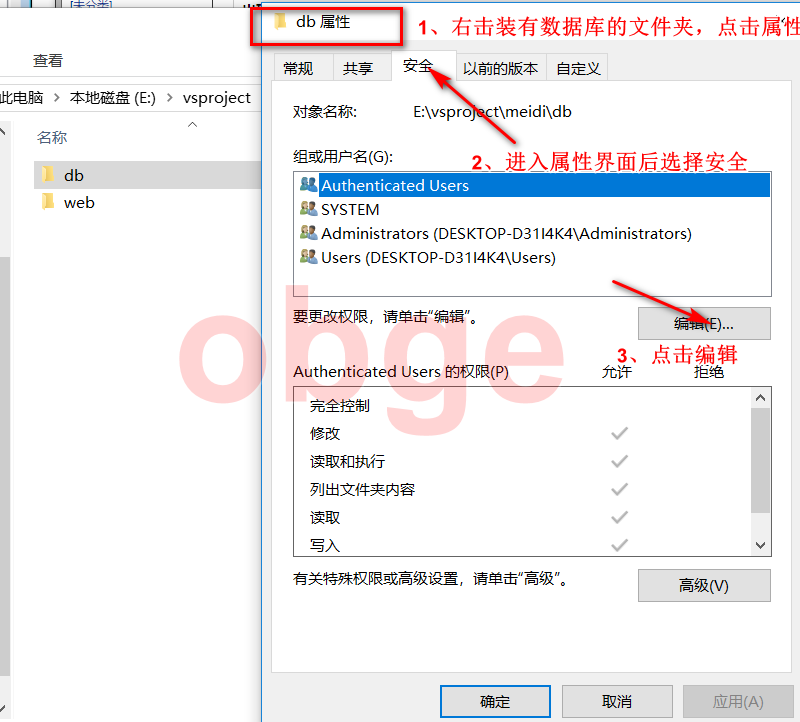 db 属性
1、右击装有数据库的文件夹，点击属性
查看
常规
共享
安全
以前的版本
自定义
此电脑 > 本地磁盘 (E:) > vsproject
对象名称:
E:\vsproject\meidi\db
名称
组或用户名(G):
2、进入属性界面后选择安全
db
web
Authenticated Users
SYSTEM
Administrators (DESKTOP-D31I4K4\Administrators)
Users (DESKTOP-D31I4K4\Users)
要更改权限，请单击“编辑”。
编辑(E)...
3、点击编辑
Authenticated Users 的权限(P)
允许
拒绝
完全控制
修改
读取和执行
列出文件夹内容
读取
写入
obge
有关特殊权限或高级设置，请单击“高级”。
高级(V)
确定
取消
应用(A)